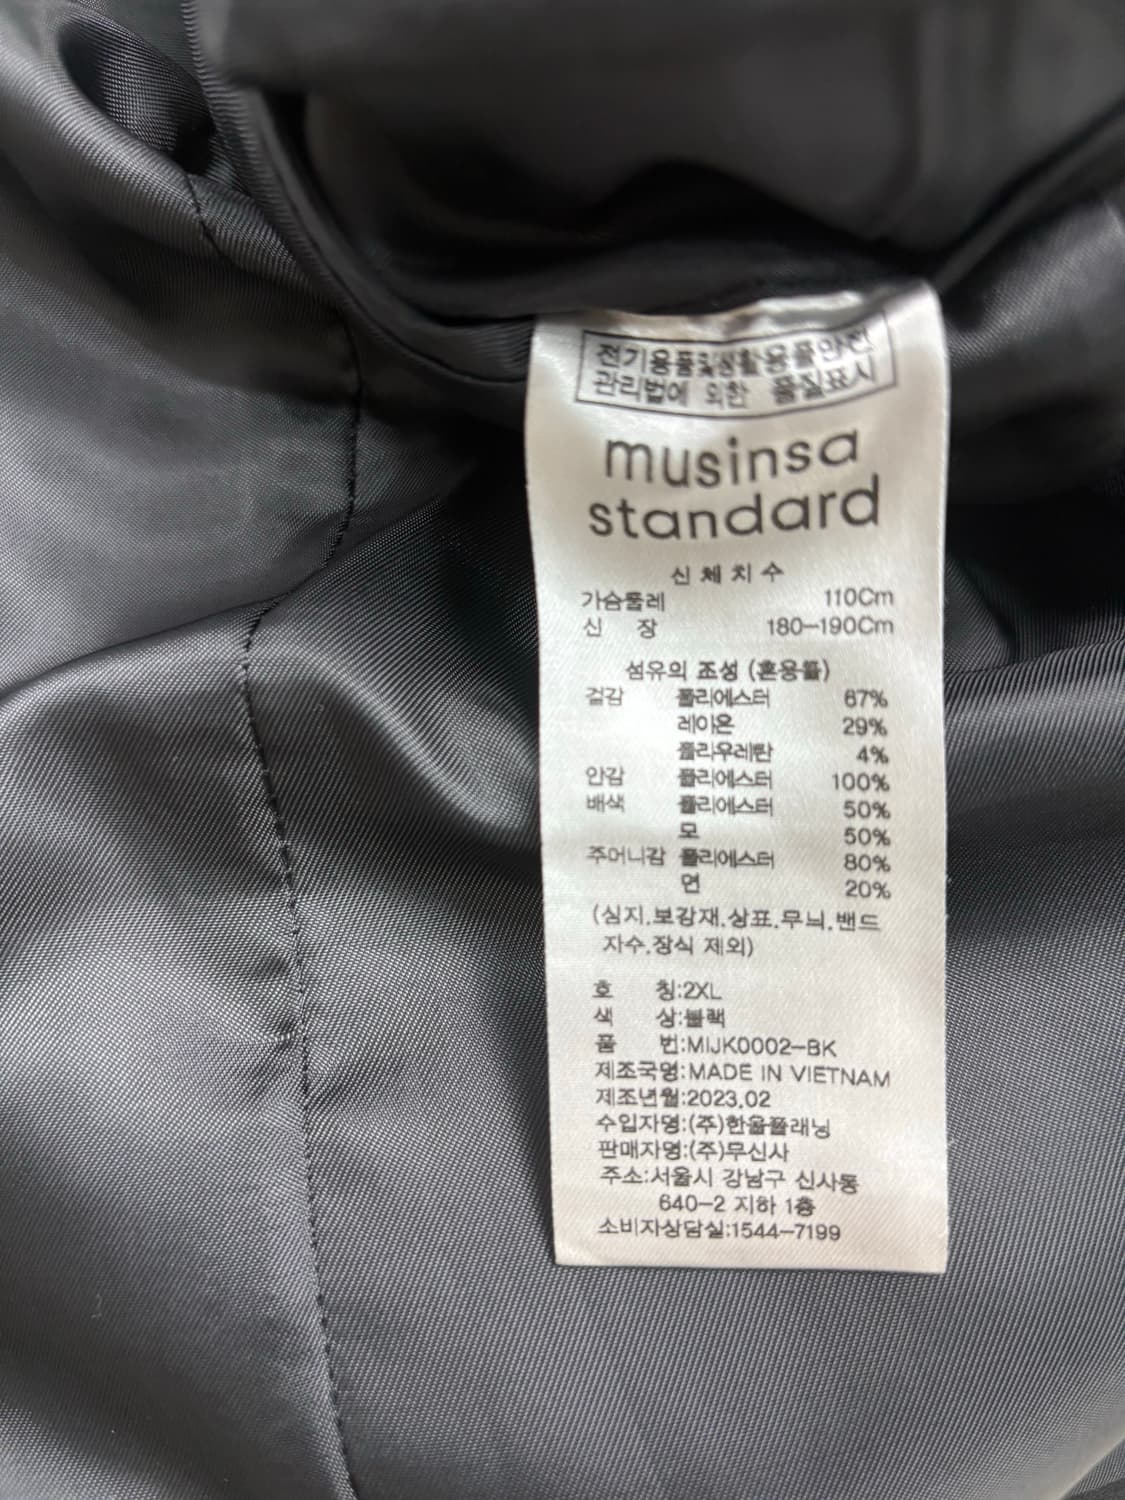 전기용품및생활용품안전
관리법에 의한 품질표시
musinsa
standard
신체치수
가슴둘레 110Cm
신 장 180-190Cm
섬유의 조성 (혼용률)
겉감 폴리에스터 67%
레이온 29%
폴리우레탄 4%
안감 폴리에스터 100%
배색 폴리에스터 50%
모 50%
주머니감 폴리에스터 80%
면 20%
(심지.보강재.상표.무늬.밴드
자수.장식 제외)
호 칭:2XL
색 상:블랙
품 번:MIJK0002-BK
제조국명:MADE IN VIETNAM
제조년월:2023.02
수입자명:(주)한울플래닝
판매자명:(주)무신사
주소:서울시 강남구 신사동
640-2 지하 1층
소비자상담실:1544-7199